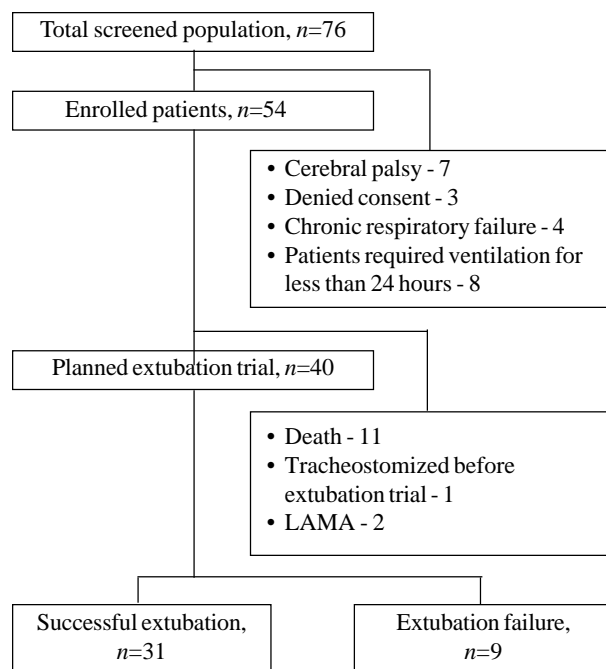 Total screened population, n=76
Enrolled patients, n=54
• Cerebral palsy - 7
• Denied consent - 3
• Chronic respiratory failure - 4
• Patients required ventilation for
less than 24 hours - 8
Planned extubation trial, n=40
• Death - 11
• Tracheostomized before
extubation trial - 1
• LAMA - 2
Successful extubation,
n=31
Extubation failure,
n=9